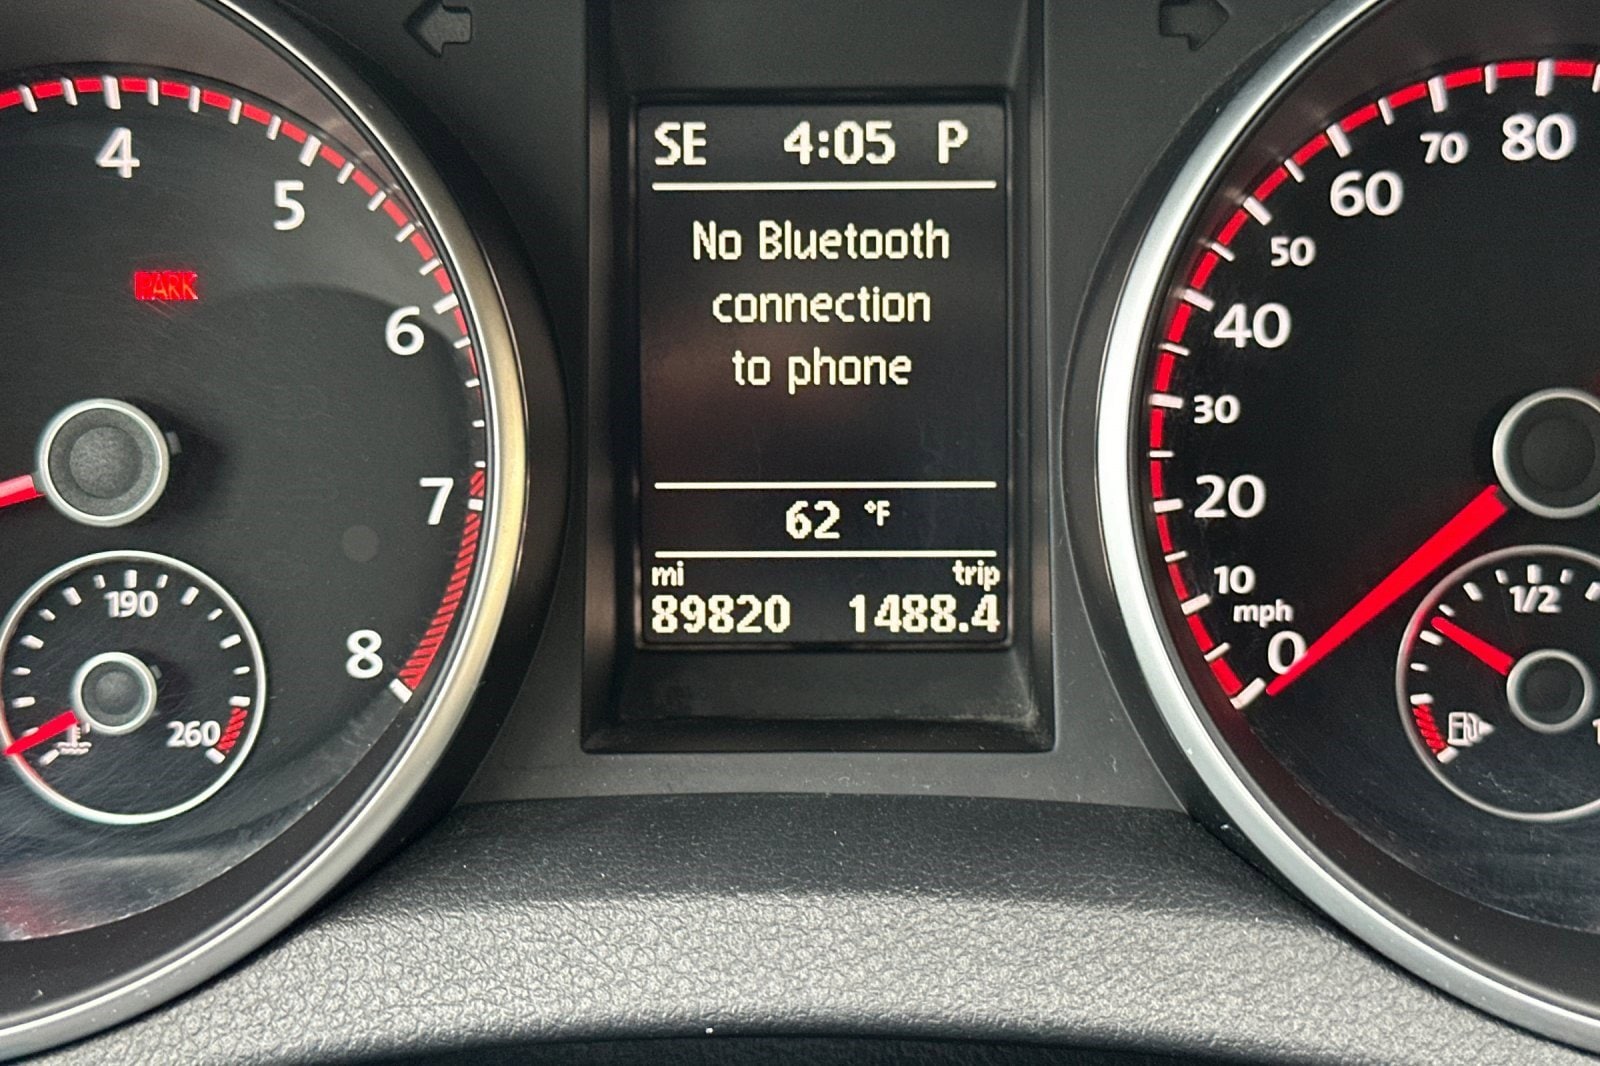 SE 4:05 P
No Bluetooth
connection
to phone
62 °F
mi trip
89820 1488.4
4
5
6
7
8
PARK
190
260
80
70
60
50
40
30
20
10
mph
0
1/2